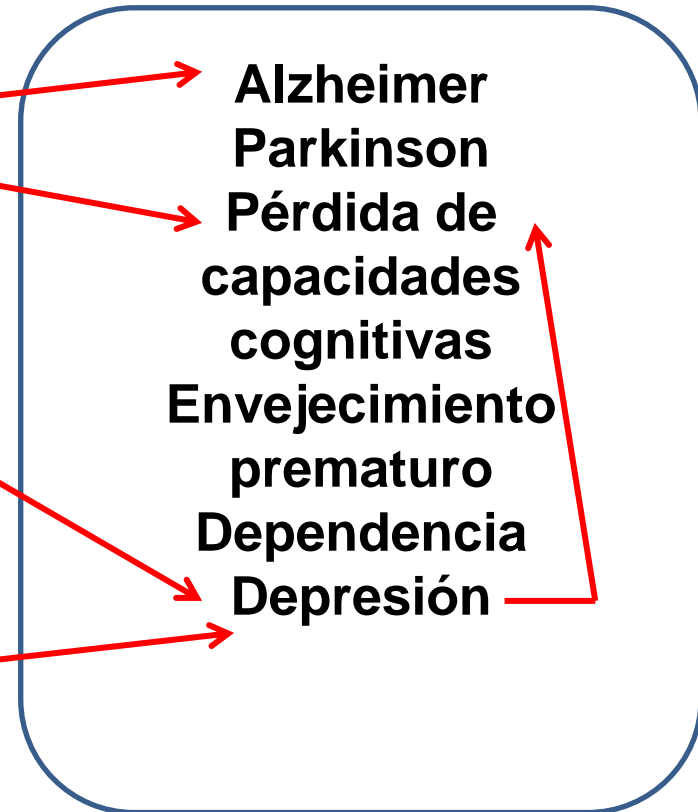 Alzheimer
Parkinson
Pérdida de
capacidades
cognitivas
Envejecimiento
prematuro
Dependencia
Depresión